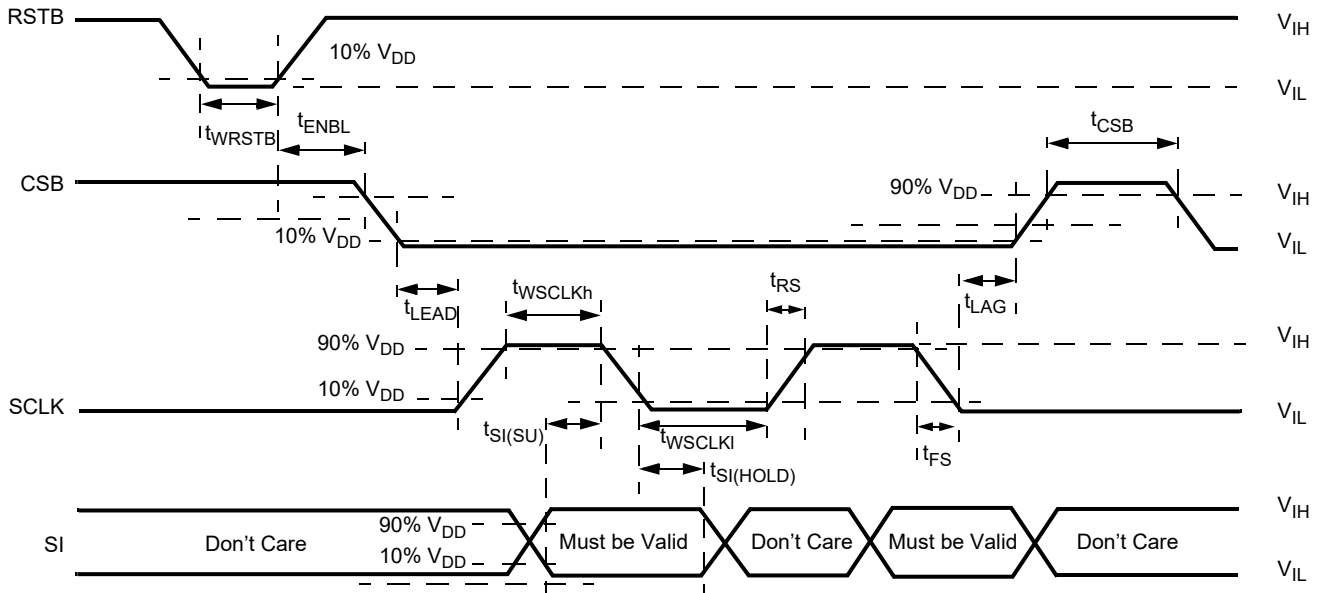 RSTB
V_IH
10% V_DD
V_IL
t_WRSTB
t_ENBL
t_CSB
CSB
90% V_DD
V_IH
10% V_DD
V_IL
t_LEAD
t_WSCLKh
t_RS
t_LAG
90% V_DD
V_IH
10% V_DD
SCLK
V_IL
t_SI(SU)
t_WSCLKl
t_FS
t_SI(HOLD)
V_IH
90% V_DD
SI
Don't Care
Must be Valid
Don't Care
Must be Valid
Don't Care
10% V_DD
V_IL